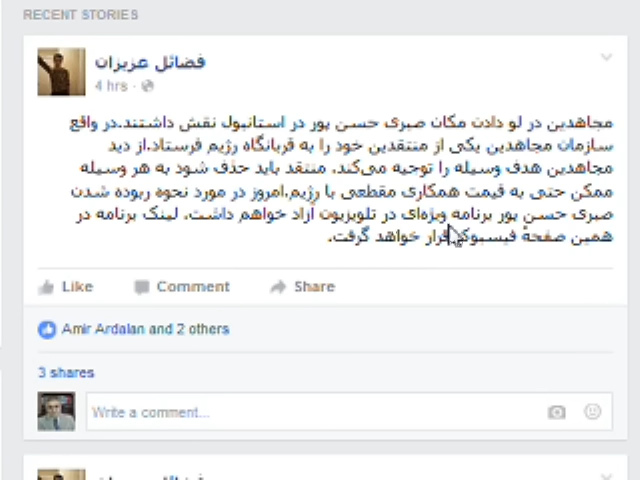 RECENT STORIES
فضائل عزیزان
4 hrs ·
مجاهدین در لو دادن مکان صبری حسن پور در استانبول نقش داشتند.در واقع
سازمان مجاهدین یکی از منتقدین خود را به قربانگاه رژیم فرستاد.از دید
مجاهدین هدف وسیله را توجیه می‌کند. منتقد باید حذف شود به هر وسیله
ممکن حتی به قیمت همکاری مقطعی با رژیم.امروز در مورد نحوه ربوده شدن
صبری حسن پور برنامه ویژه‌ای در تلویزیون آزاد خواهم داشت. لینک برنامه در
همین صفحهٔ فیسبوک قرار خواهد گرفت.
Like Comment Share
Amir Ardalan and 2 others
3 shares
Write a comment...